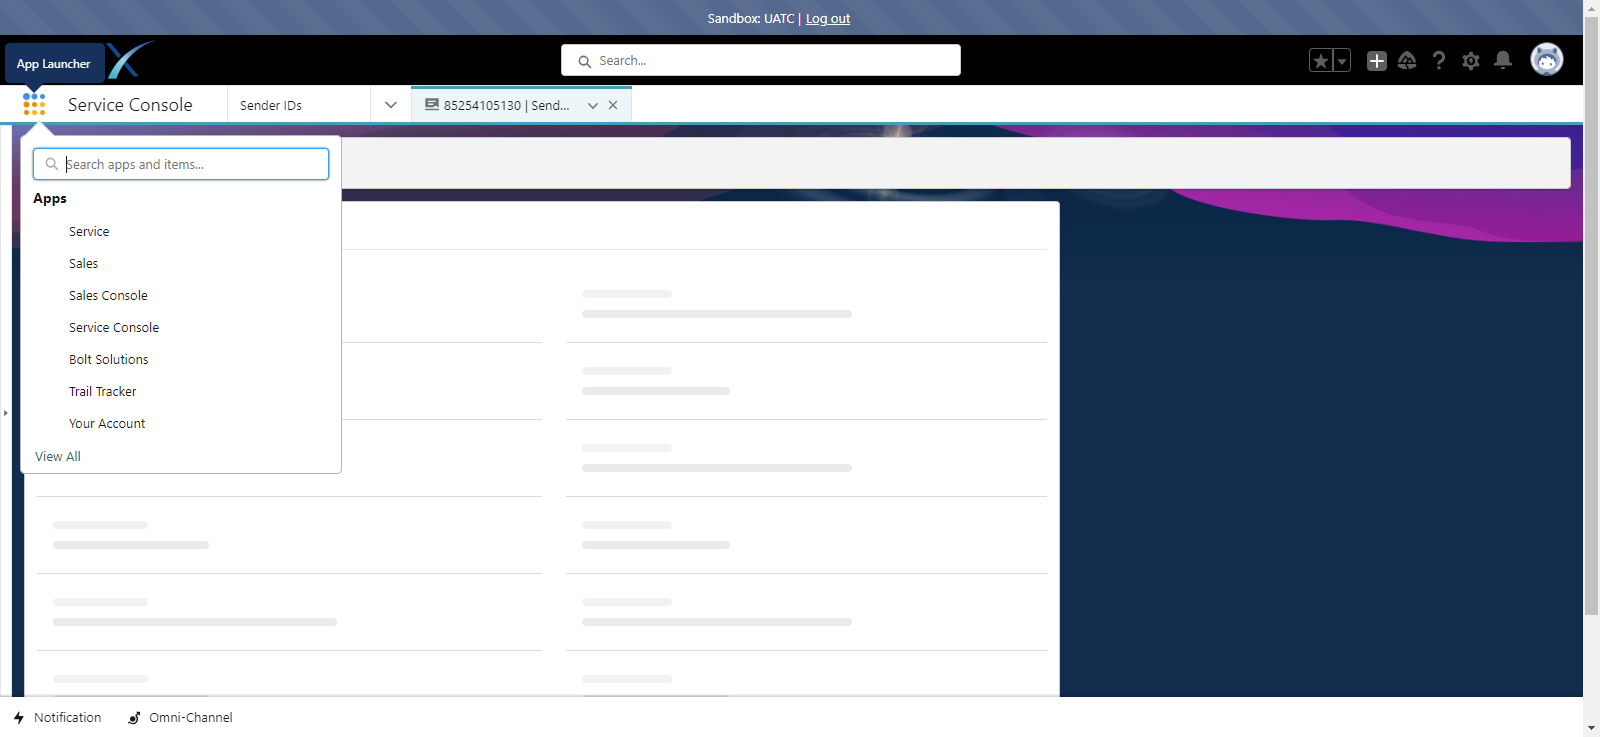 Sandbox: UATC | Log out
App Launcher
Search...
Service Console
Sender IDs
85254105130 | Send...
Search apps and items...
Apps
Service
Sales
Sales Console
Service Console
Bolt Solutions
Trail Tracker
Your Account
View All
Notification
Omni-Channel